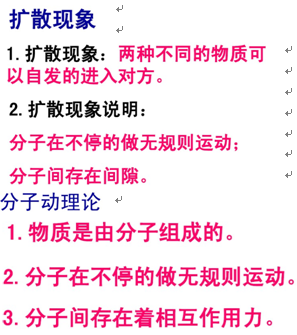 扩散现象
1.扩散现象：两种不同的物质可
以自发的进入对方。
2.扩散现象说明：
分子在不停的做无规则运动；
分子间存在间隙。
分子动理论
1.物质是由分子组成的。
2.分子在不停的做无规则运动。
3.分子间存在着相互作用力。